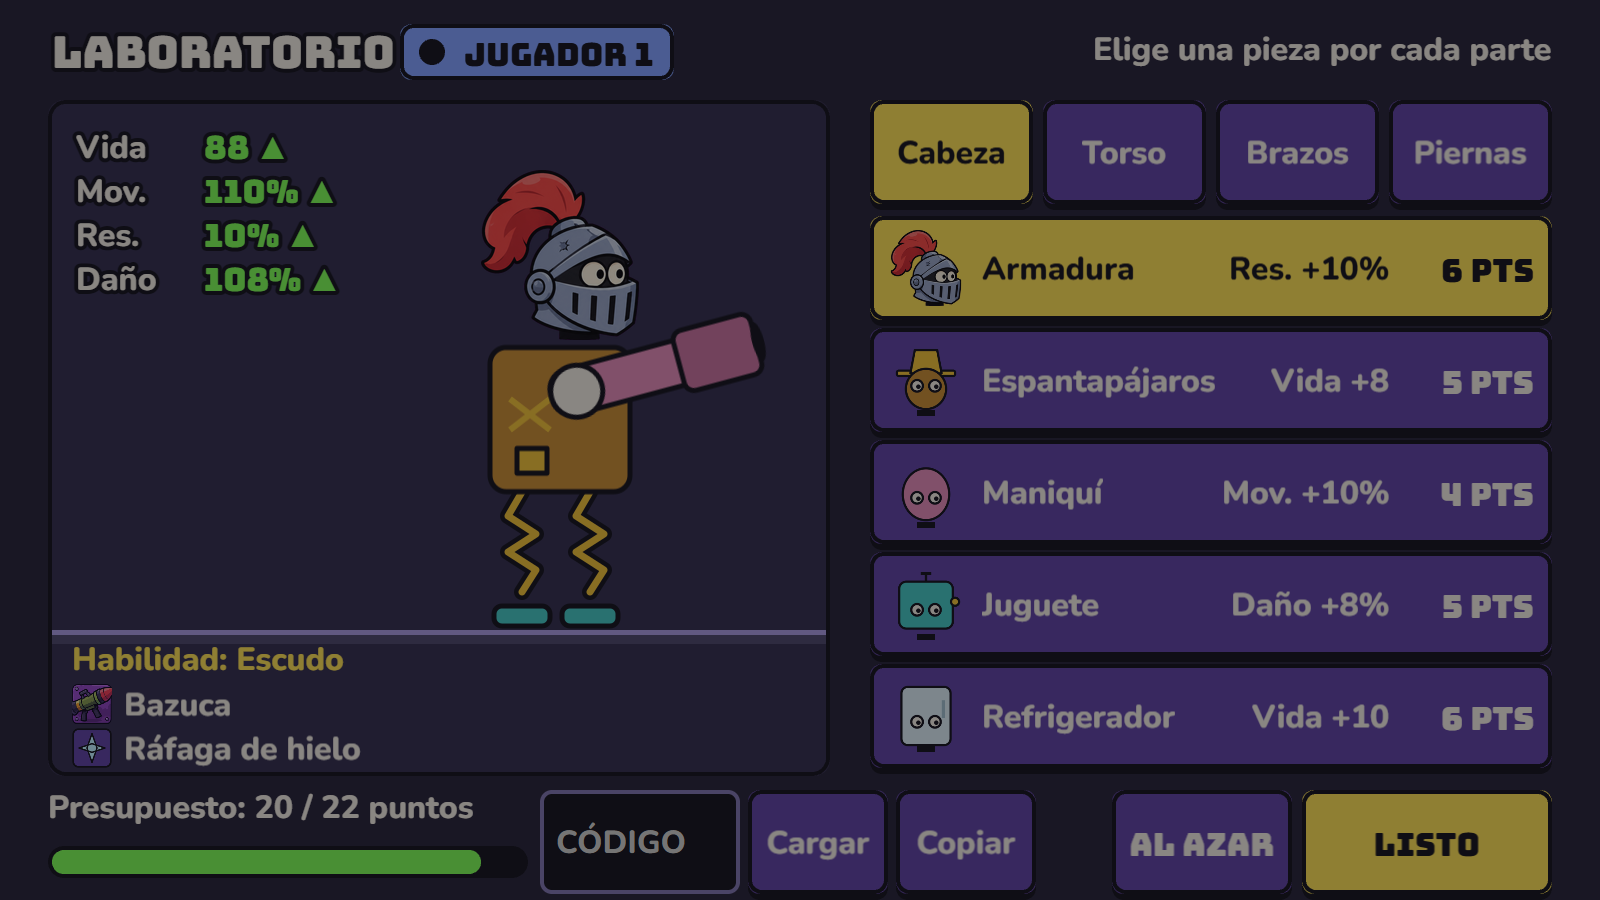 LABORATORIO
JUGADOR 1
Elige una pieza por cada parte
Vida 88 ▲
Mov. 110% ▲
Res. 10% ▲
Daño 108% ▲
Habilidad: Escudo
Bazuca
Ráfaga de hielo
Cabeza
Torso
Brazos
Piernas
Armadura Res. +10% 6 PTS
Espantapájaros Vida +8 5 PTS
Maniquí Mov. +10% 4 PTS
Juguete Daño +8% 5 PTS
Refrigerador Vida +10 6 PTS
Presupuesto: 20 / 22 puntos
CÓDIGO
Cargar
Copiar
AL AZAR
LISTO